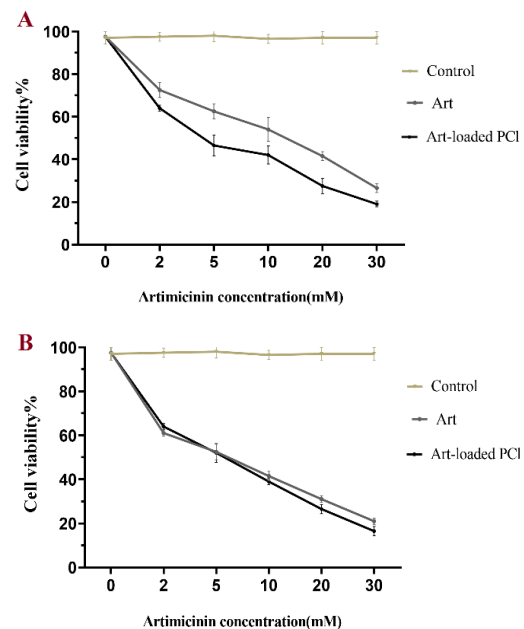 A
100
80
60
40
20
0
Cell viability%
0 2 5 10 20 30
Artimicinin concentration(mM)
Control
Art
Art-loaded PCl
B
100
80
60
40
20
0
Cell viability%
0 2 5 10 20 30
Artimicinin concentration(mM)
Control
Art
Art-loaded PCl